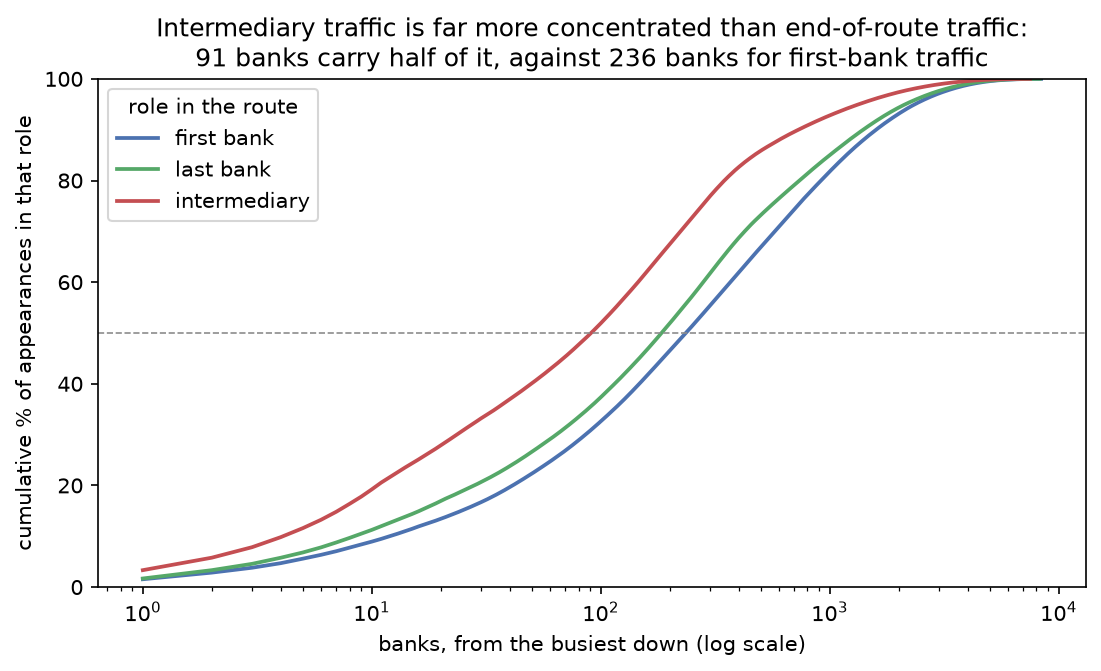 Intermediary traffic is far more concentrated than end-of-route traffic:
91 banks carry half of it, against 236 banks for first-bank traffic
role in the route
first bank
last bank
intermediary
cumulative % of appearances in that role
100
80
60
40
20
0
10⁰ 10¹ 10² 10³ 10⁴
banks, from the busiest down (log scale)